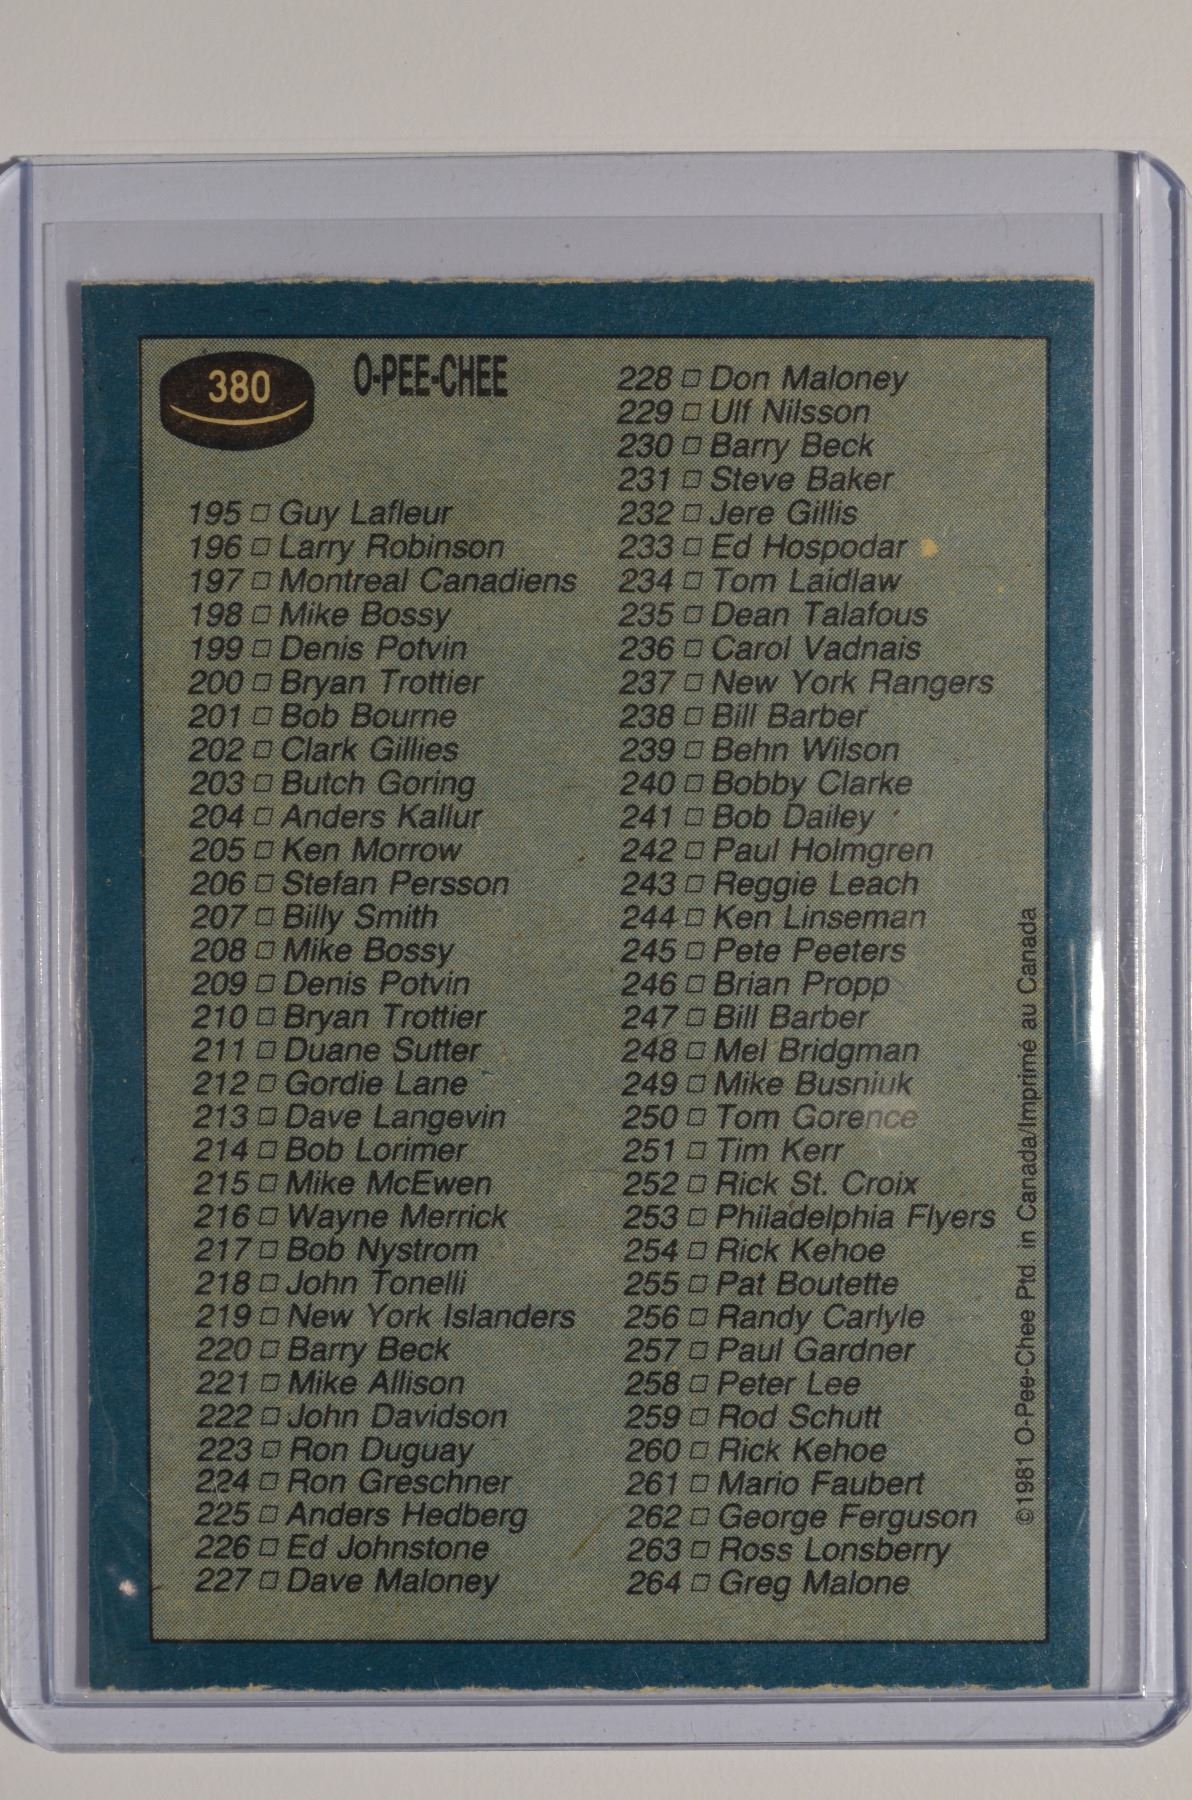 380
O-PEE-CHEE
195 □ Guy Lafleur
196 □ Larry Robinson
197 □ Montreal Canadiens
198 □ Mike Bossy
199 □ Denis Potvin
200 □ Bryan Trottier
201 □ Bob Bourne
202 □ Clark Gillies
203 □ Butch Goring
204 □ Anders Kallur
205 □ Ken Morrow
206 □ Stefan Persson
207 □ Billy Smith
208 □ Mike Bossy
209 □ Denis Potvin
210 □ Bryan Trottier
211 □ Duane Sutter
212 □ Gordie Lane
213 □ Dave Langevin
214 □ Bob Lorimer
215 □ Mike McEwen
216 □ Wayne Merrick
217 □ Bob Nystrom
218 □ John Tonelli
219 □ New York Islanders
220 □ Barry Beck
221 □ Mike Allison
222 □ John Davidson
223 □ Ron Duguay
224 □ Ron Greschner
225 □ Anders Hedberg
226 □ Ed Johnstone
227 □ Dave Maloney
228 □ Don Maloney
229 □ Ulf Nilsson
230 □ Barry Beck
231 □ Steve Baker
232 □ Jere Gillis
233 □ Ed Hospodar
234 □ Tom Laidlaw
235 □ Dean Talafous
236 □ Carol Vadnais
237 □ New York Rangers
238 □ Bill Barber
239 □ Behn Wilson
240 □ Bobby Clarke
241 □ Bob Dailey
242 □ Paul Holmgren
243 □ Reggie Leach
244 □ Ken Linseman
245 □ Pete Peeters
246 □ Brian Propp
247 □ Bill Barber
248 □ Mel Bridgman
249 □ Mike Busniuk
250 □ Tom Gorence
251 □ Tim Kerr
252 □ Rick St. Croix
253 □ Philadelphia Flyers
254 □ Rick Kehoe
255 □ Pat Boutette
256 □ Randy Carlyle
257 □ Paul Gardner
258 □ Peter Lee
259 □ Rod Schutt
260 □ Rick Kehoe
261 □ Mario Faubert
262 □ George Ferguson
263 □ Ross Lonsberry
264 □ Greg Malone
©1981 O-Pee-Chee Ptd. in Canada/Imprimé au Canada